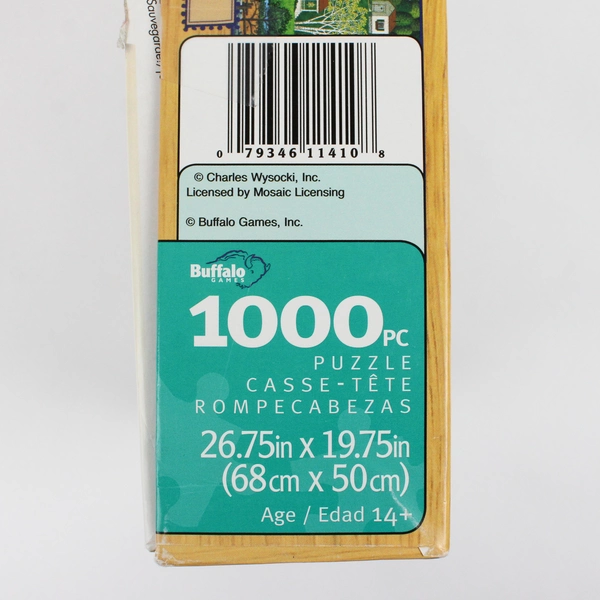 Sauvegarder
0 79346 11410 8
© Charles Wysocki, Inc.
Licensed by Mosaic Licensing
© Buffalo Games, Inc.
Buffalo
GAMES
1000PC
PUZZLE
CASSE-TÊTE
ROMPECABEZAS
26.75in x 19.75in
(68cm x 50cm)
Age / Edad 14+